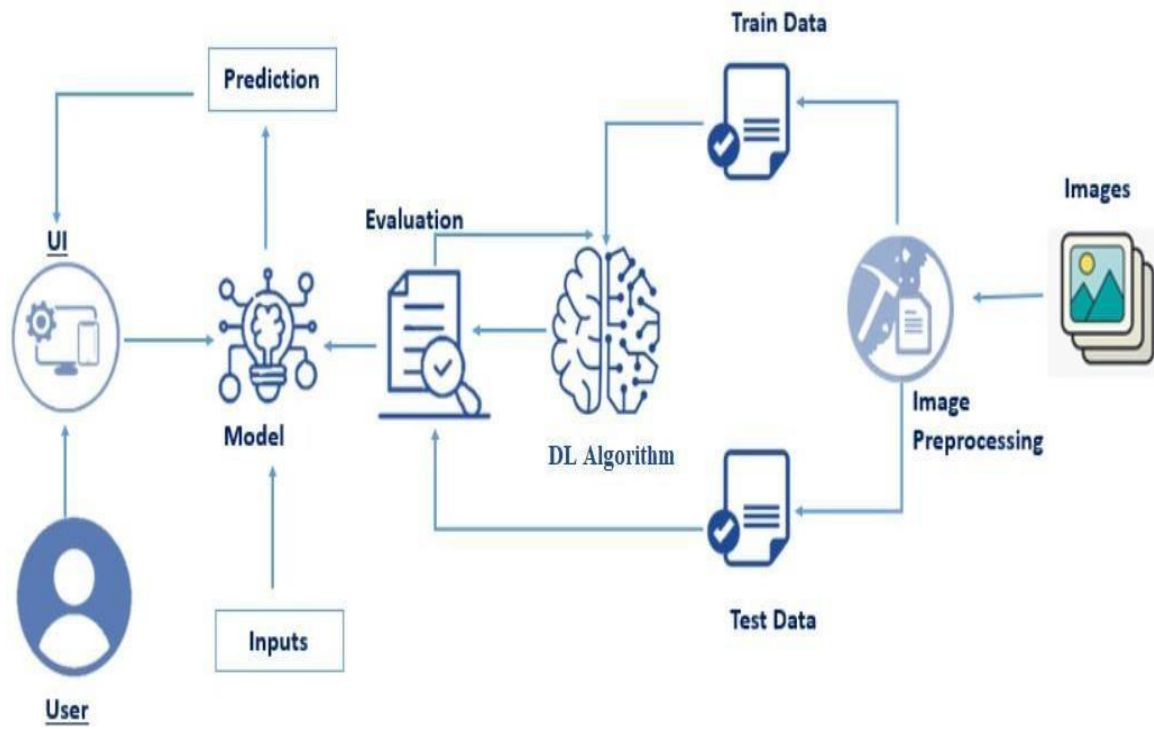 Train Data
Prediction
Images
Evaluation
UI
Image
Preprocessing
Model
DL Algorithm
Test Data
Inputs
User